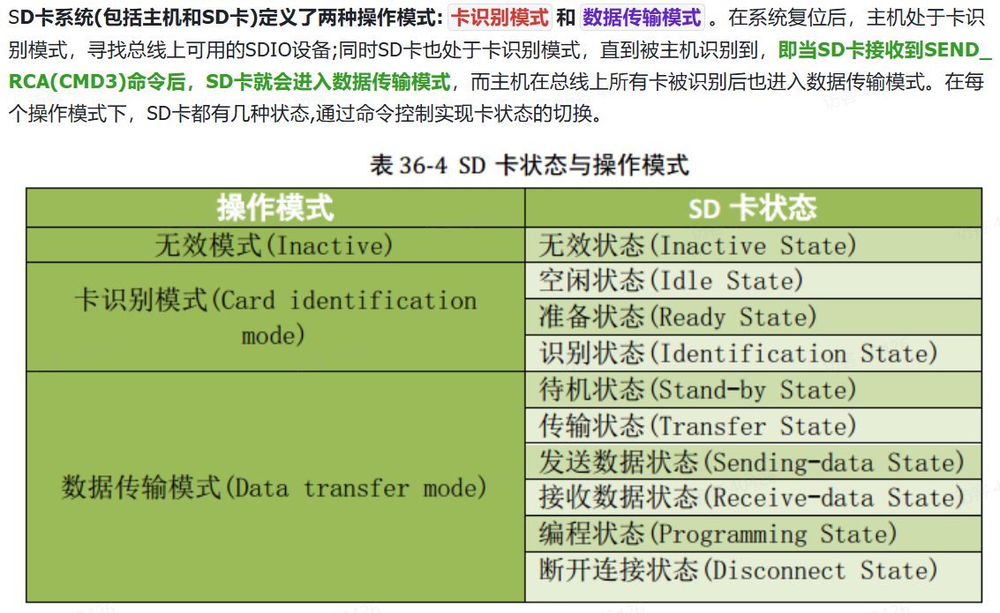 SD卡系统(包括主机和SD卡)定义了两种操作模式: 卡识别模式 和 数据传输模式 。在系统复位后，主机处于卡识
别模式，寻找总线上可用的SDIO设备;同时SD卡也处于卡识别模式，直到被主机识别到，即当SD卡接收到SEND_
RCA(CMD3)命令后，SD卡就会进入数据传输模式，而主机在总线上所有卡被识别后也进入数据传输模式。在每
个操作模式下，SD卡都有几种状态,通过命令控制实现卡状态的切换。
表 36-4 SD 卡状态与操作模式
操作模式 SD 卡状态
无效模式(Inactive) 无效状态(Inactive State)
卡识别模式(Card identification
mode)
空闲状态(Idle State)
准备状态(Ready State)
识别状态(Identification State)
数据传输模式(Data transfer mode)
待机状态(Stand-by State)
传输状态(Transfer State)
发送数据状态(Sending-data State)
接收数据状态(Receive-data State)
编程状态(Programming State)
断开连接状态(Disconnect State)